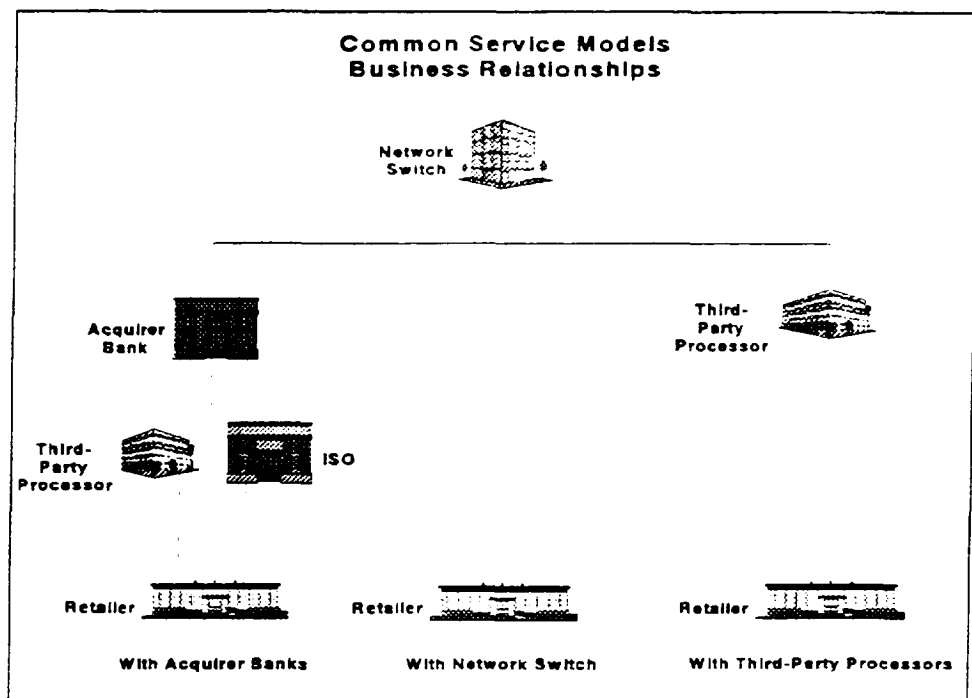 Common Service Models
Business Relationships
Network
Switch
Acquirer
Bank
Third-
Party
Processor
Third-
Party
Processor
ISO
Retailer
Retailer
Retailer
With Acquirer Banks
With Network Switch
With Third-Party Processors